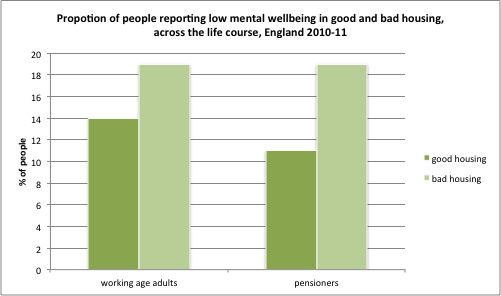 Propotion of people reporting low mental wellbeing in good and bad housing,
across the life course, England 2010-11
20
18
16
14
12
10
8
6
4
2
0
% of people
working age adults
pensioners
good housing
bad housing